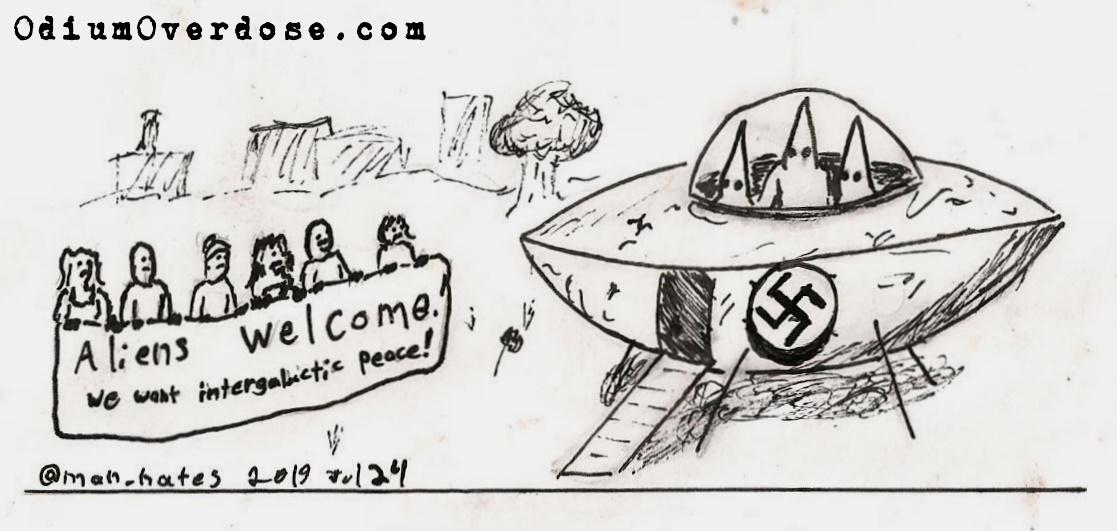 OdiumOverdose.com
Aliens Welcome!
we want intergalactic peace!
@man_hates 2019 Jul 24